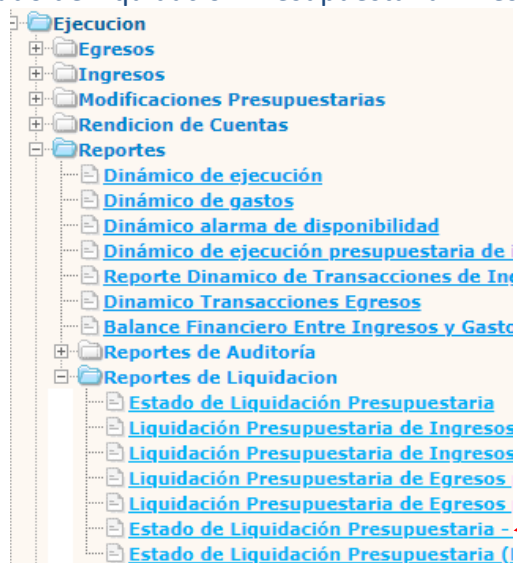 Ejecucion
Egresos
Ingresos
Modificaciones Presupuestarias
Rendicion de Cuentas
Reportes
Dinámico de ejecución
Dinámico de gastos
Dinámico alarma de disponibilidad
Dinámico de ejecución presupuestaria de
Reporte Dinamico de Transacciones de
Dinamico Transacciones Egresos
Balance Financiero Entre Ingresos y
Reportes de Auditoría
Reportes de Liquidacion
Estado de Liquidación Presupuestaria
Liquidación Presupuestaria de Ingresos
Liquidación Presupuestaria de Ingresos
Liquidación Presupuestaria de Egresos
Liquidación Presupuestaria de Egresos
Estado de Liquidación Presupuestaria -
Estado de Liquidación Presupuestaria